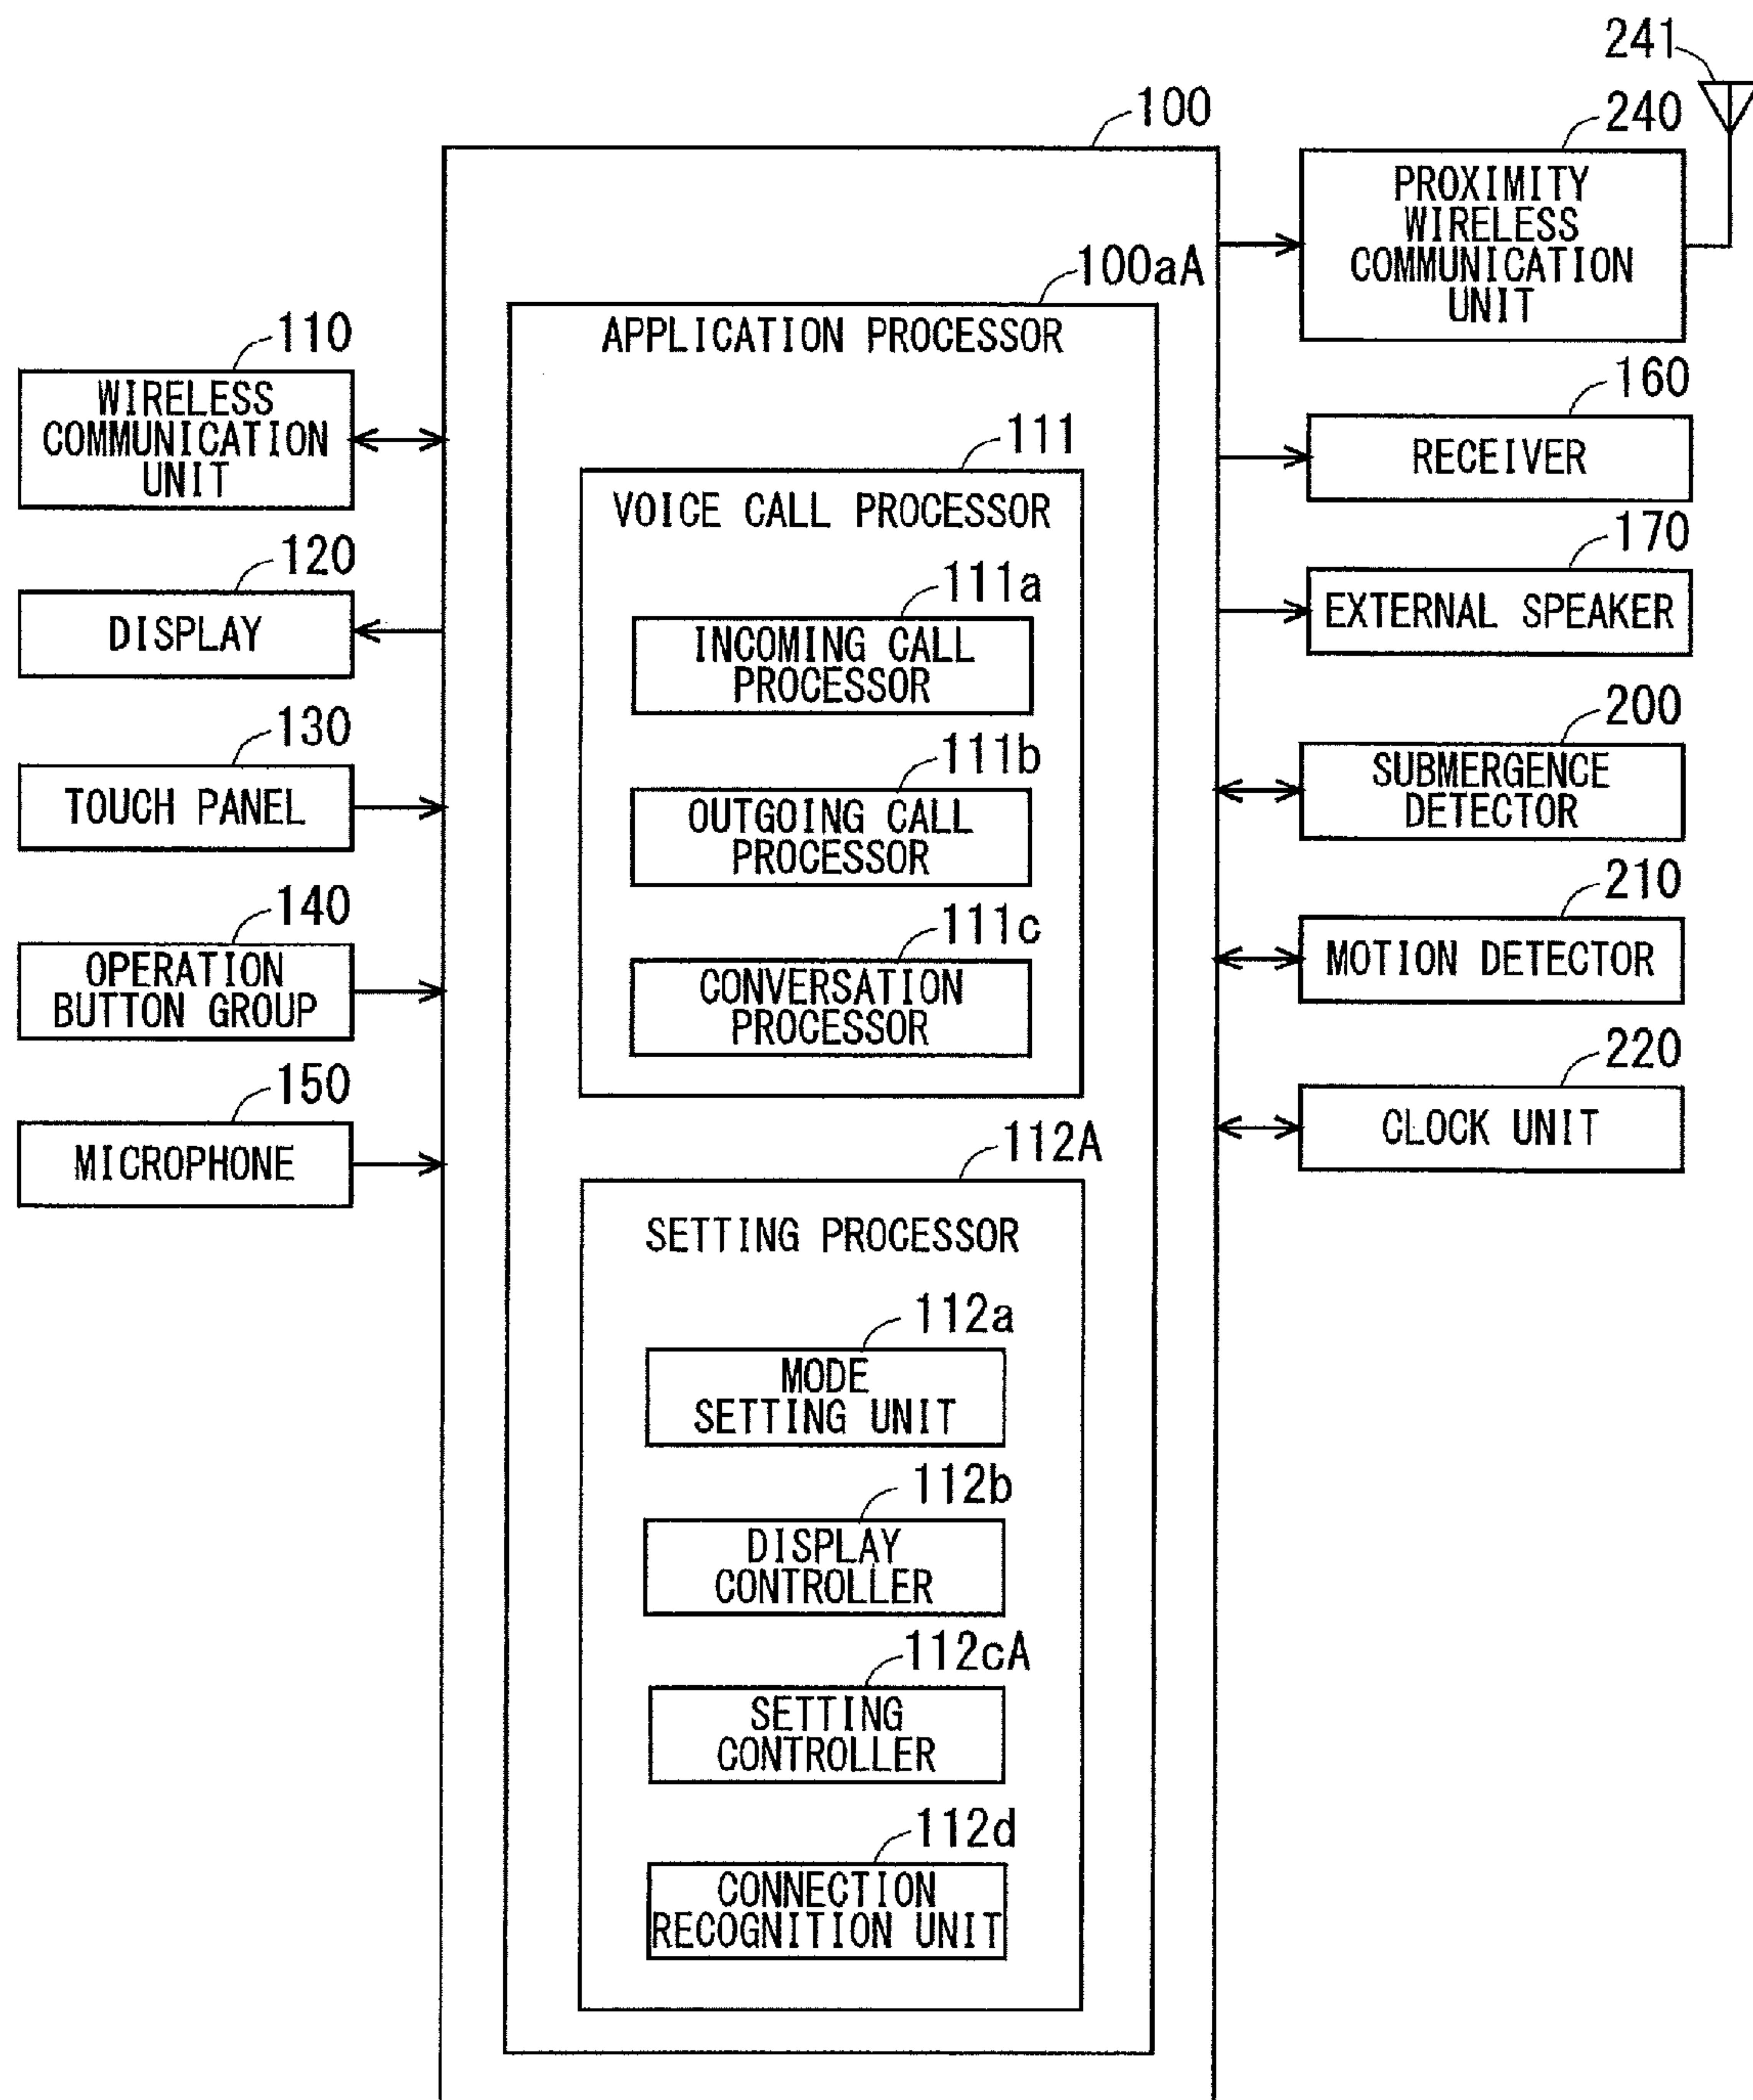 241
100
240
PROXIMITY
WIRELESS
COMMUNICATION
UNIT
100aA
APPLICATION PROCESSOR
110
WIRELESS
COMMUNICATION
UNIT
160
RECEIVER
111
VOICE CALL PROCESSOR
120
DISPLAY
170
EXTERNAL SPEAKER
111a
INCOMING CALL
PROCESSOR
130
TOUCH PANEL
200
SUBMERGENCE
DETECTOR
111b
OUTGOING CALL
PROCESSOR
140
OPERATION
BUTTON GROUP
210
MOTION DETECTOR
111c
CONVERSATION
PROCESSOR
150
MICROPHONE
220
CLOCK UNIT
112A
SETTING PROCESSOR
112a
MODE
SETTING UNIT
112b
DISPLAY
CONTROLLER
112cA
SETTING
CONTROLLER
112d
CONNECTION
RECOGNITION UNIT